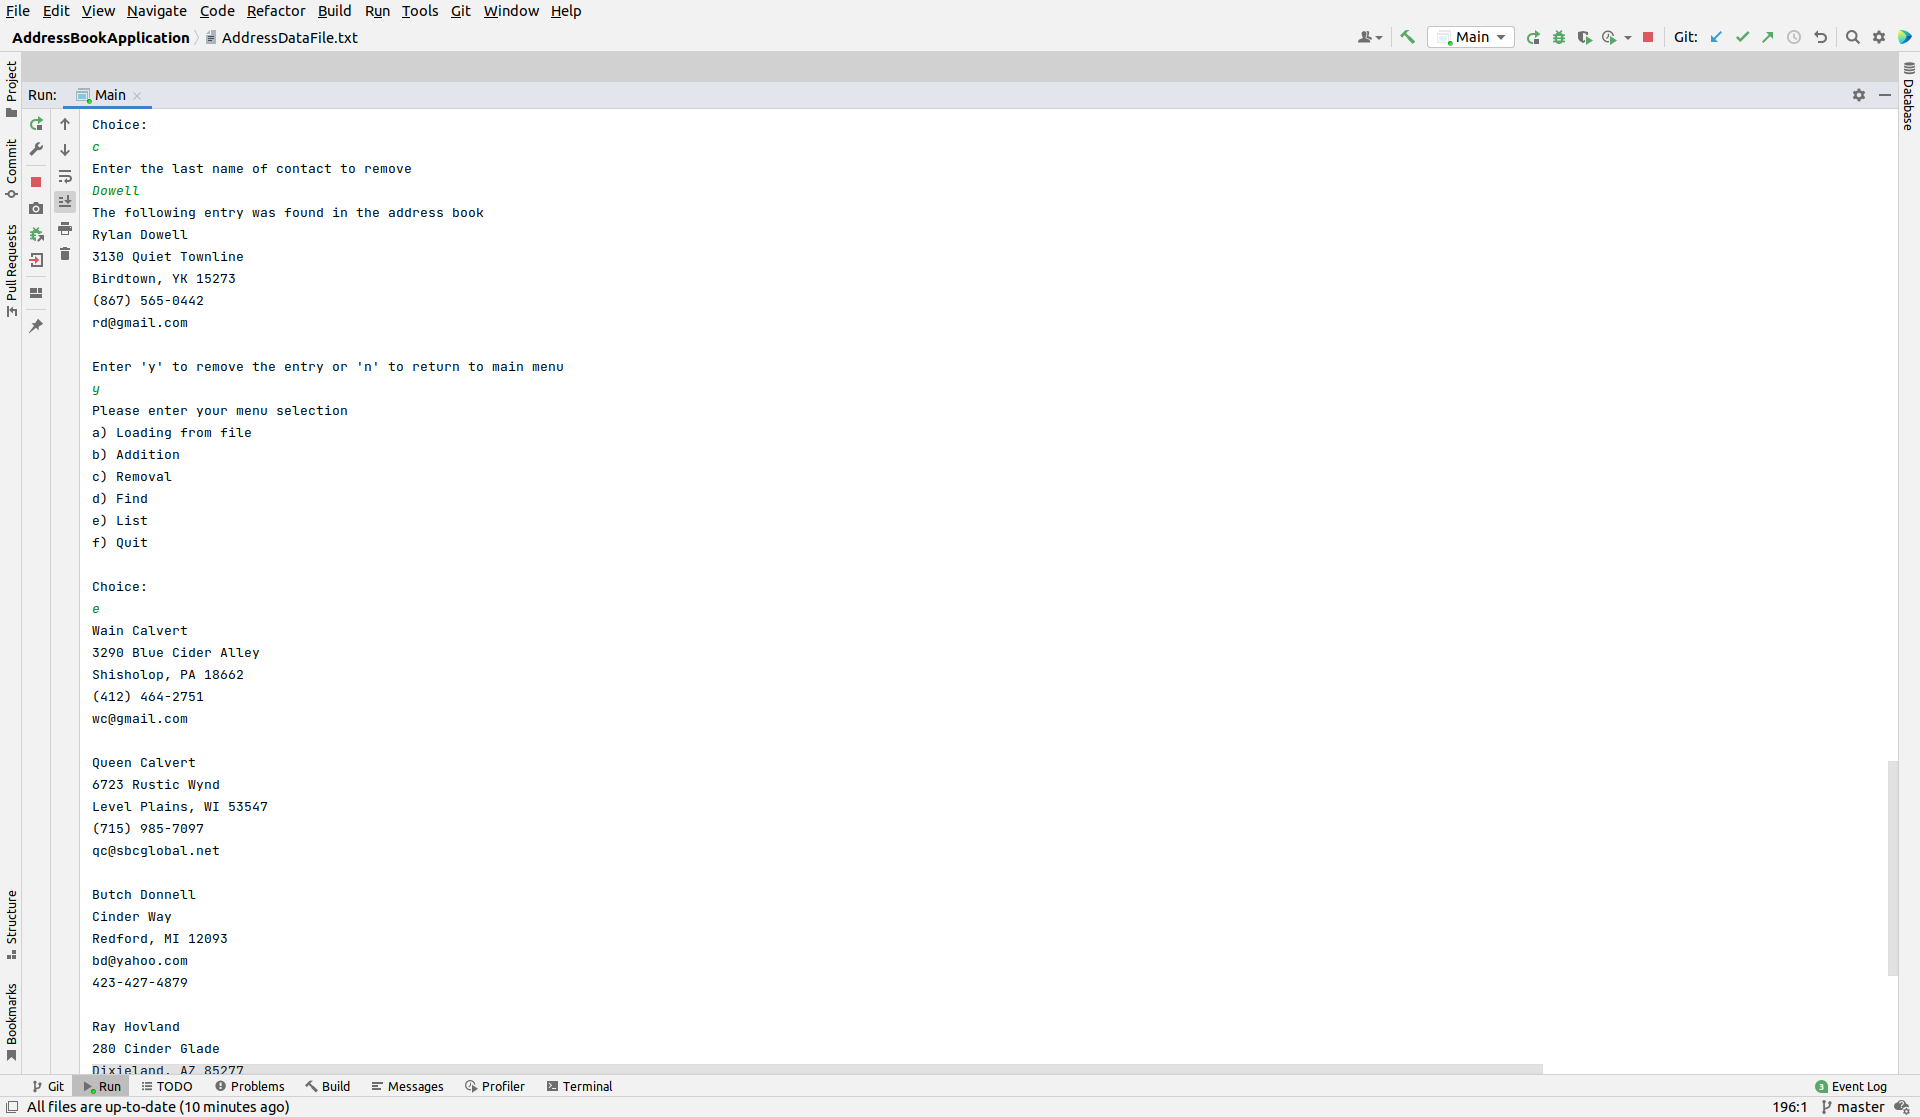 File Edit View Navigate Code Refactor Build Run Tools Git Window Help
AddressBookApplication AddressDataFile.txt Main Git:
Project
Commit
Pull Requests
Structure
Bookmarks
Database
Run: Main
Choice:
c
Enter the last name of contact to remove
Dowell
The following entry was found in the address book
Rylan Dowell
3130 Quiet Townline
Birdtown, YK 15273
(867) 565-0442
rd@gmail.com
Enter 'y' to remove the entry or 'n' to return to main menu
y
Please enter your menu selection
a) Loading from file
b) Addition
c) Removal
d) Find
e) List
f) Quit
Choice:
e
Wain Calvert
3290 Blue Cider Alley
Shisholop, PA 18662
(412) 464-2751
wc@gmail.com
Queen Calvert
6723 Rustic Wynd
Level Plains, WI 53547
(715) 985-7097
qc@sbcglobal.net
Butch Donnell
Cinder Way
Redford, MI 12093
bd@yahoo.com
423-427-4879
Ray Hovland
280 Cinder Glade
Dixieland, AZ 85277
Git Run TODO Problems Build Messages Profiler Terminal 3 Event Log
All files are up-to-date (10 minutes ago) 196:1 master